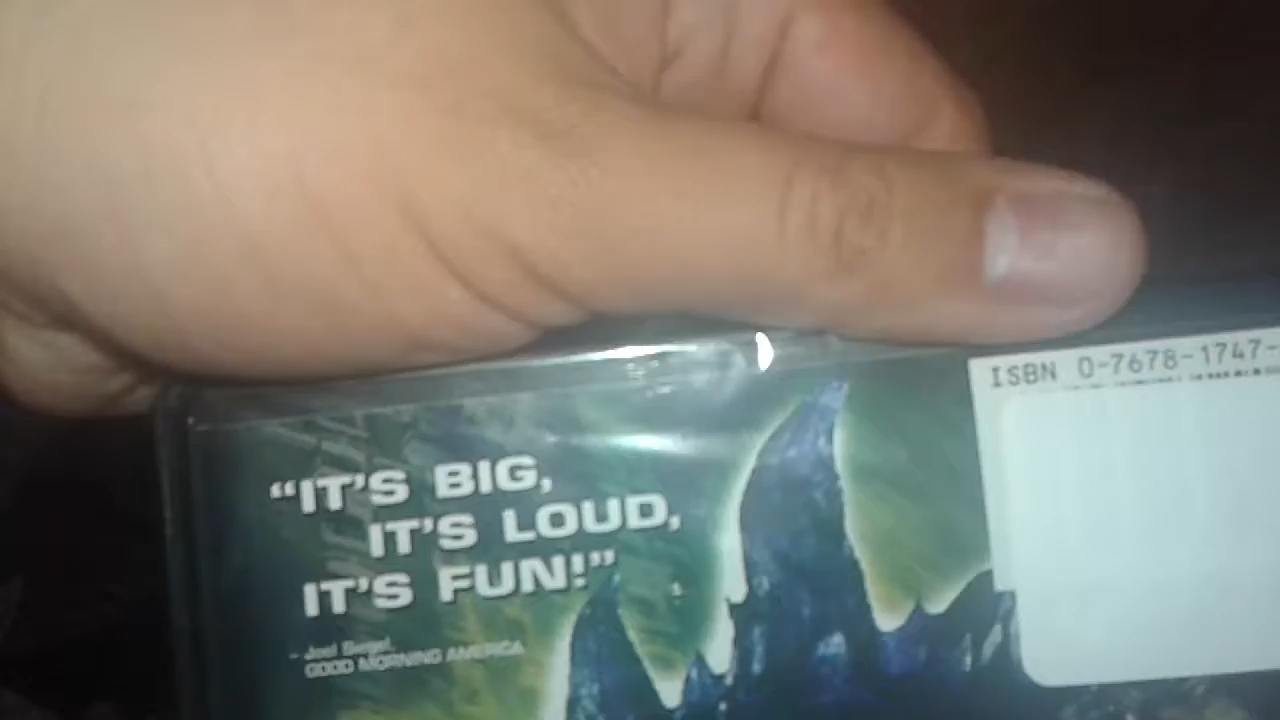 ISBN 0-7678-1747-
"IT'S BIG,
IT'S LOUD,
IT'S FUN!"
- Joel Siegel,
GOOD MORNING AMERICA